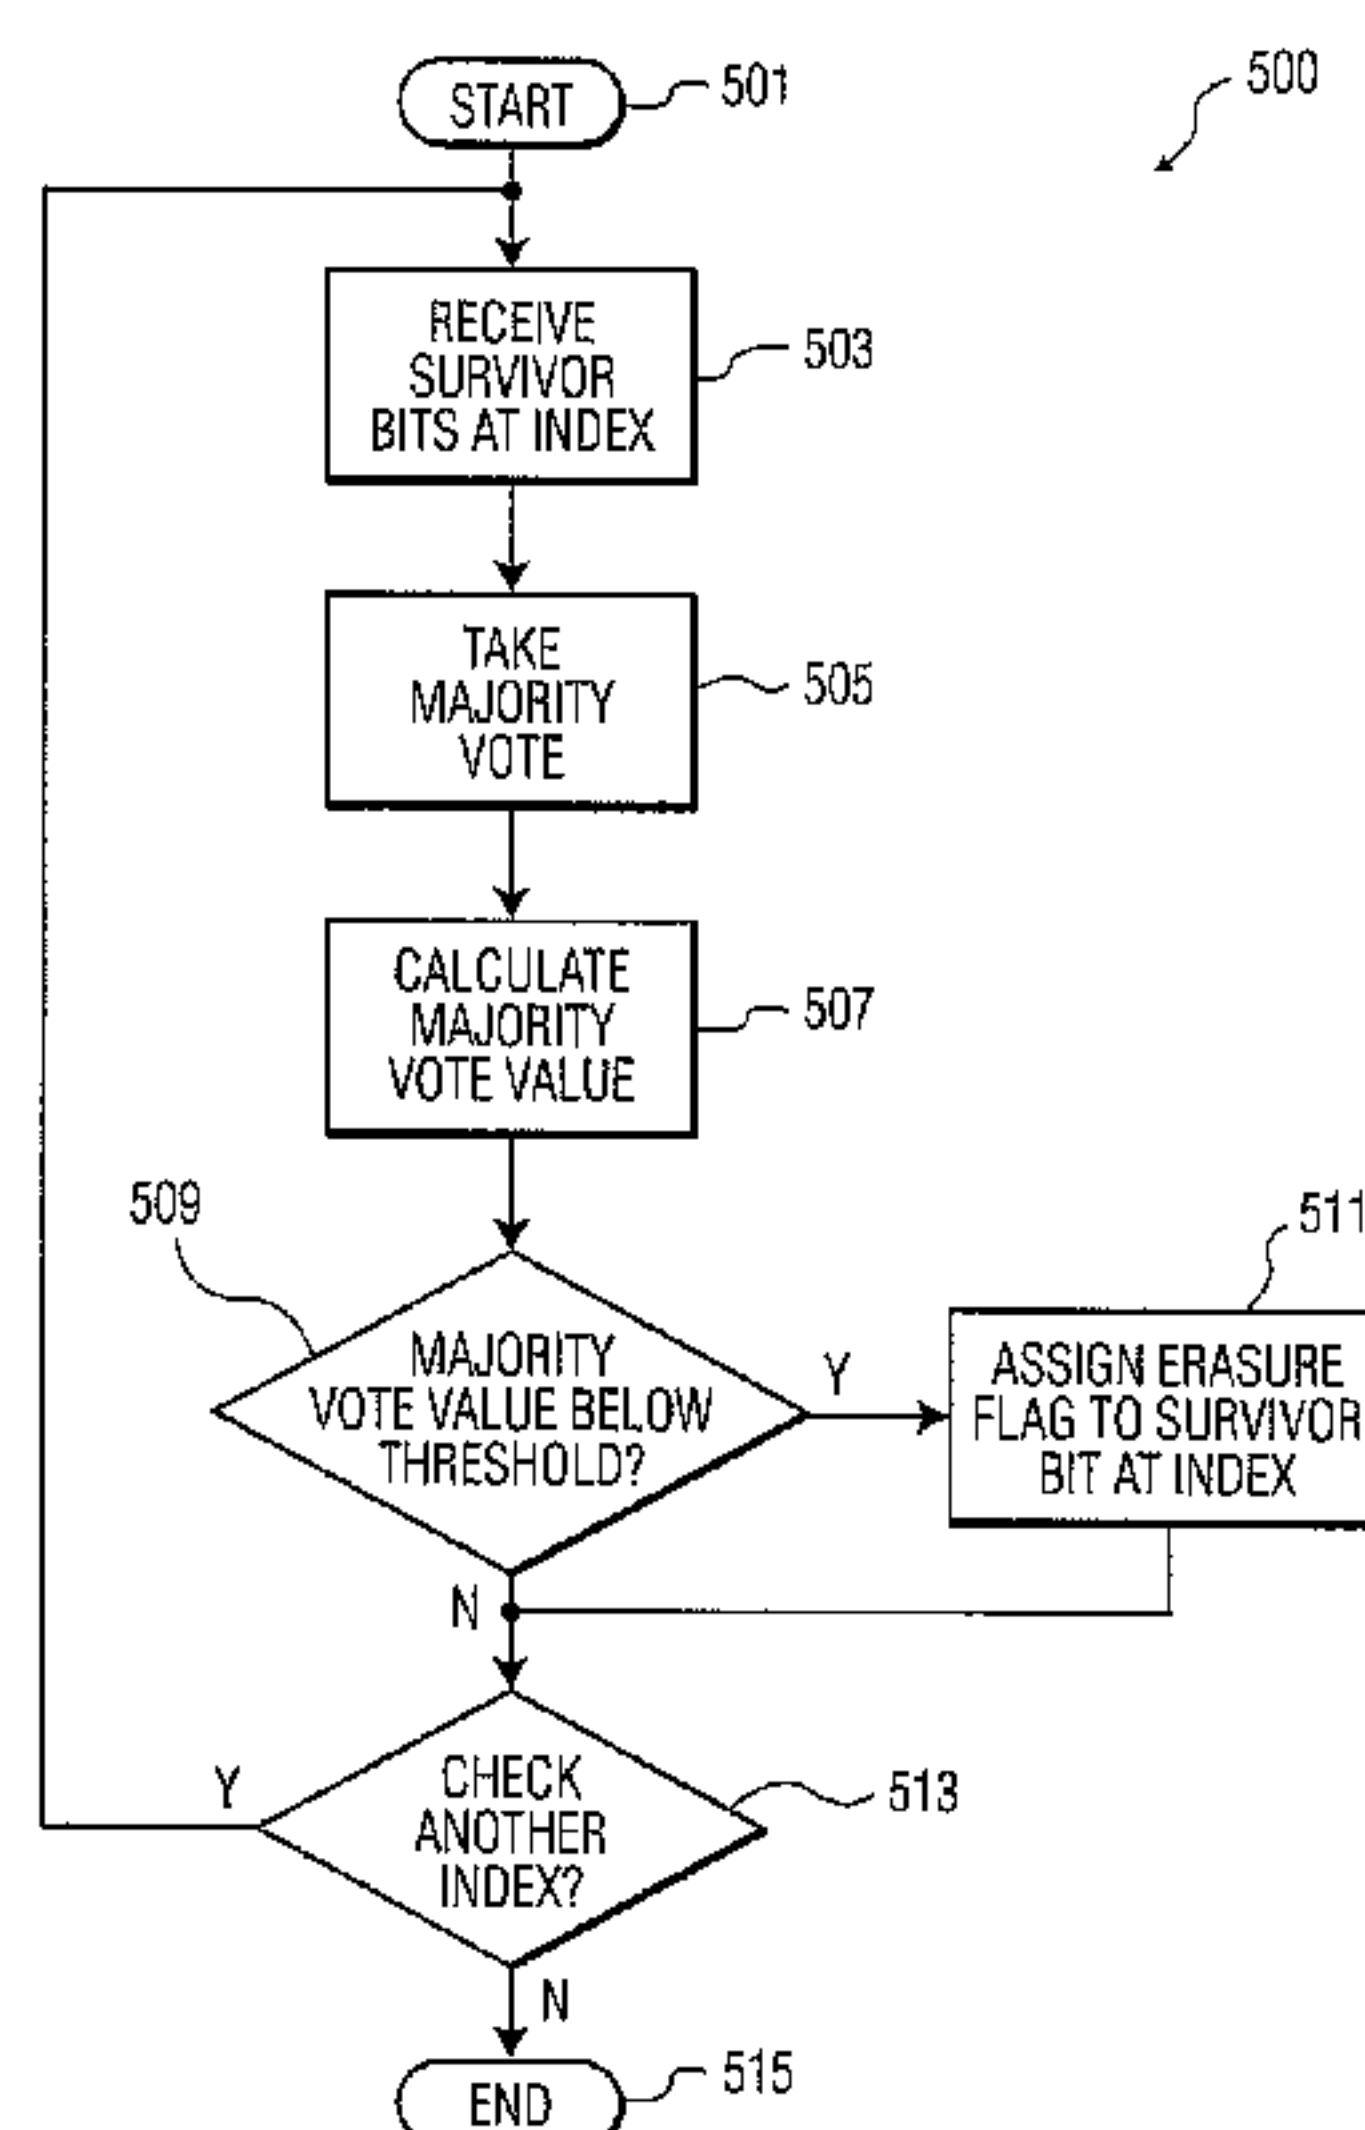 START
501
500
RECEIVE
SURVIVOR
BITS AT INDEX
503
TAKE
MAJORITY
VOTE
505
CALCULATE
MAJORITY
VOTE VALUE
507
509
MAJORITY
VOTE VALUE BELOW
THRESHOLD?
Y
511
ASSIGN ERASURE
FLAG TO SURVIVOR
BIT AT INDEX
N
Y
CHECK
ANOTHER
INDEX?
513
N
END
515